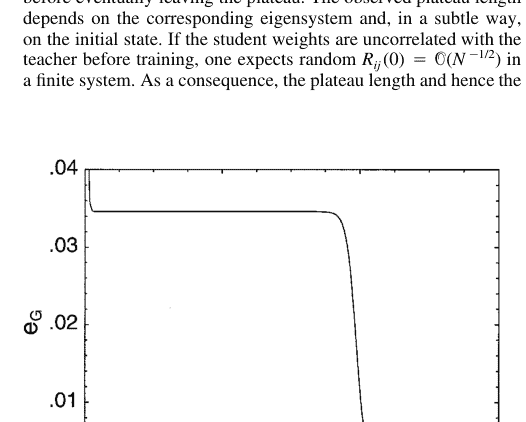 before eventually leaving the plateau. The observed plateau length
depends on the corresponding eigensystem and, in a subtle way,
on the initial state. If the student weights are uncorrelated with the
teacher before training, one expects random R_ij(0) = O(N^−1/2) in
a finite system. As a consequence, the plateau length and hence the
.04
.03
e_G .02
.01